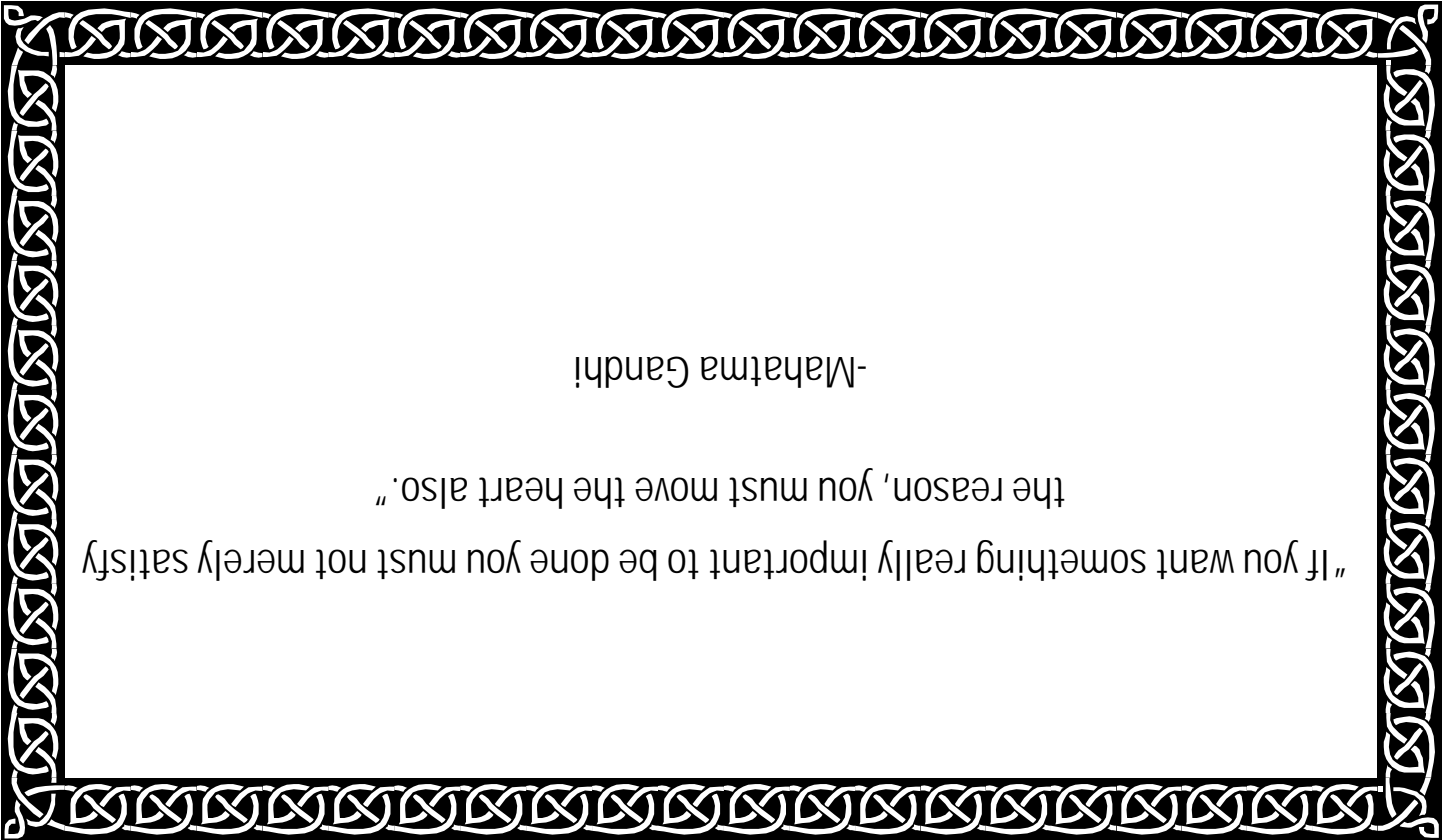 "If you want something really important to be done you must not merely satisfy
the reason, you must move the heart also."
-Mahatma Gandhi